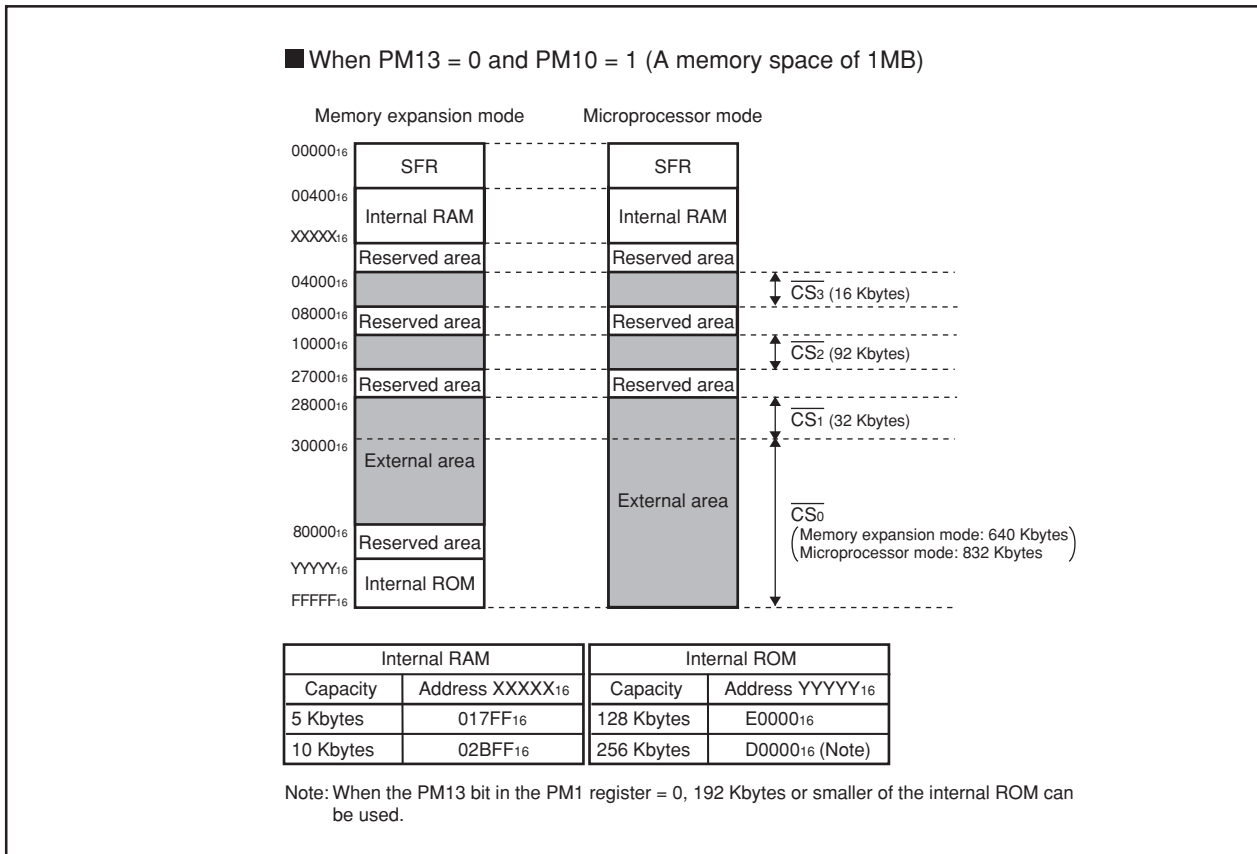 ■ When PM13 = 0 and PM10 = 1 (A memory space of 1MB)
Memory expansion mode
Microprocessor mode
00000₁₆
SFR
SFR
00400₁₆
Internal RAM
Internal RAM
XXXXX₁₆
Reserved area
Reserved area
04000₁₆
CS₃ (16 Kbytes)
08000₁₆
Reserved area
Reserved area
10000₁₆
CS₂ (92 Kbytes)
27000₁₆
Reserved area
Reserved area
28000₁₆
CS₁ (32 Kbytes)
30000₁₆
External area
External area
CS₀
(Memory expansion mode: 640 Kbytes
Microprocessor mode: 832 Kbytes)
80000₁₆
Reserved area
YYYYY₁₆
Internal ROM
FFFFF₁₆
Internal RAM
Internal ROM
Capacity Address XXXXX₁₆ Capacity Address YYYYY₁₆
5 Kbytes 017FF₁₆ 128 Kbytes E0000₁₆
10 Kbytes 02BFF₁₆ 256 Kbytes D0000₁₆ (Note)
Note: When the PM13 bit in the PM1 register = 0, 192 Kbytes or smaller of the internal ROM can
be used.